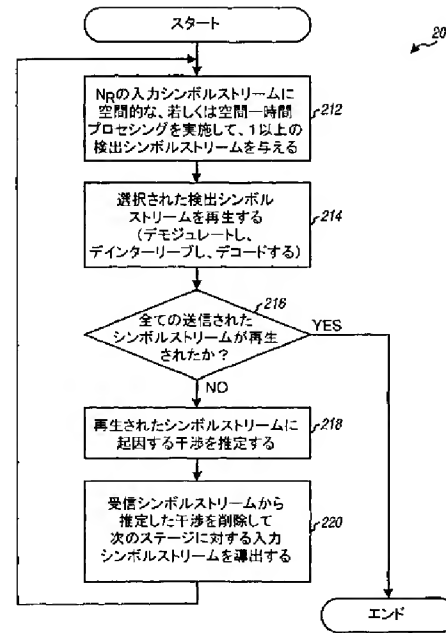 スタート
20
NRの入力シンボルストリームに
空間的な、若しくは空間一時間
プロセシングを実施して、1以上の
検出シンボルストリームを与える
212
選択された検出シンボル
ストリームを再生する
(デモジュレートし、
デインターリーブし、デコードする)
214
216
全ての送信された
シンボルストリームが再生
されたか?
YES
NO
再生されたシンボルストリームに
起因する干渉を推定する
218
受信シンボルストリームから
推定した干渉を削除して
次のステージに対する入力
シンボルストリームを導出する
220
エンド